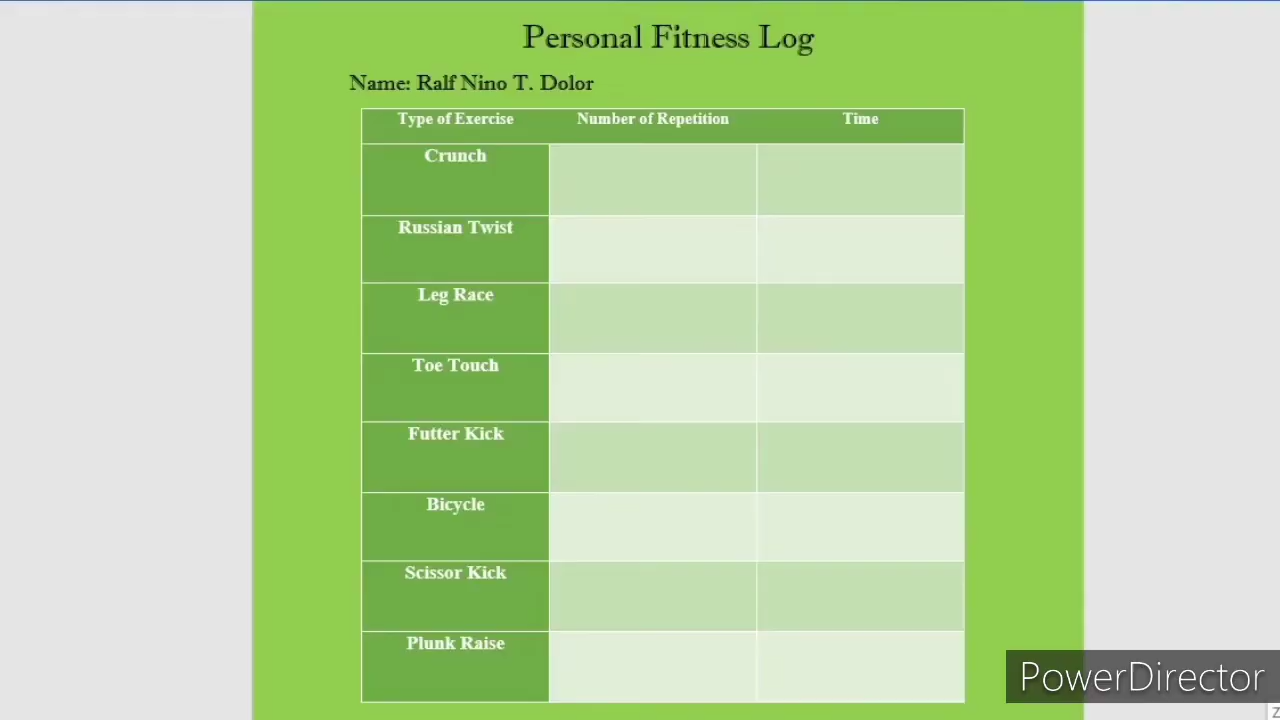 Personal Fitness Log
Name: Ralf Nino T. Dolor
Type of Exercise Number of Repetition Time
Crunch
Russian Twist
Leg Race
Toe Touch
Futter Kick
Bicycle
Scissor Kick
Plunk Raise
PowerDirector
Z